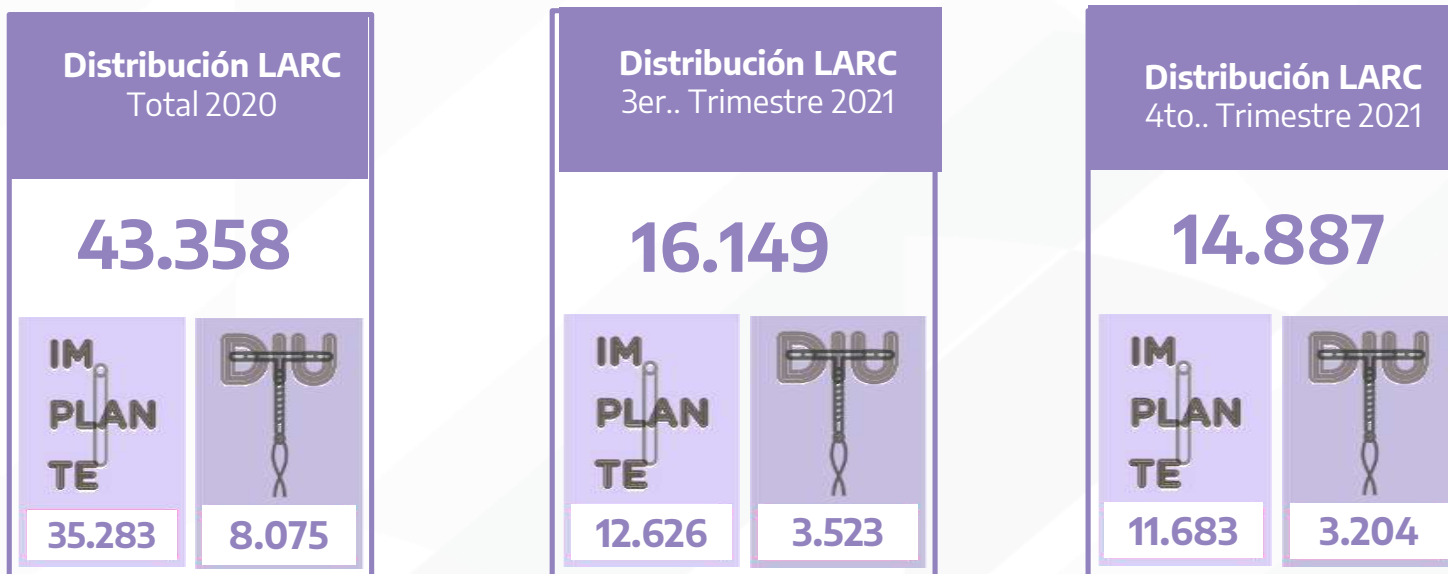 Distribución LARC
Total 2020
43.358
IM
PLAN
TE
35.283
DIU
8.075
Distribución LARC
3er.. Trimestre 2021
16.149
IM
PLAN
TE
12.626
DIU
3.523
Distribución LARC
4to.. Trimestre 2021
14.887
IM
PLAN
TE
11.683
DIU
3.204